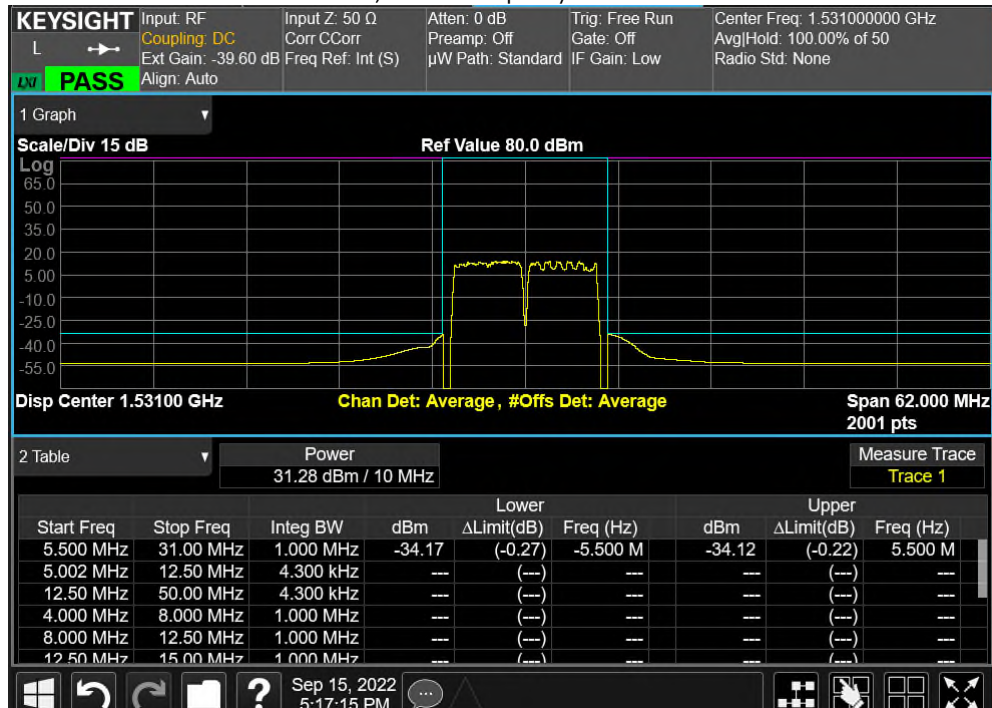 KEYSIGHT Input: RF Input Z: 50 Ω Atten: 0 dB Trig: Free Run Center Freq: 1.531000000 GHz
L Coupling: DC Corr CCorr Preamp: Off Gate: Off Avg|Hold: 100.00% of 50
Ext Gain: -39.60 dB Freq Ref: Int (S) µW Path: Standard IF Gain: Low Radio Std: None
LXI PASS Align: Auto
1 Graph
Scale/Div 15 dB Ref Value 80.0 dBm
Log
65.0
50.0
35.0
20.0
5.00
-10.0
-25.0
-40.0
-55.0
Disp Center 1.53100 GHz Chan Det: Average, #Offs Det: Average Span 62.000 MHz
2001 pts
2 Table Power Measure Trace
31.28 dBm / 10 MHz Trace 1
Lower Upper
Start Freq Stop Freq Integ BW dBm ΔLimit(dB) Freq (Hz) dBm ΔLimit(dB) Freq (Hz)
5.500 MHz 31.00 MHz 1.000 MHz -34.17 (-0.27) -5.500 M -34.12 (-0.22) 5.500 M
5.002 MHz 12.50 MHz 4.300 kHz --- (---) --- --- (---) ---
12.50 MHz 50.00 MHz 4.300 kHz --- (---) --- --- (---) ---
4.000 MHz 8.000 MHz 1.000 MHz --- (---) --- --- (---) ---
8.000 MHz 12.50 MHz 1.000 MHz --- (---) --- --- (---) ---
12.50 MHz 15.00 MHz 1.000 MHz --- (---) --- --- (---) ---
? Sep 15, 2022
5:17:15 PM